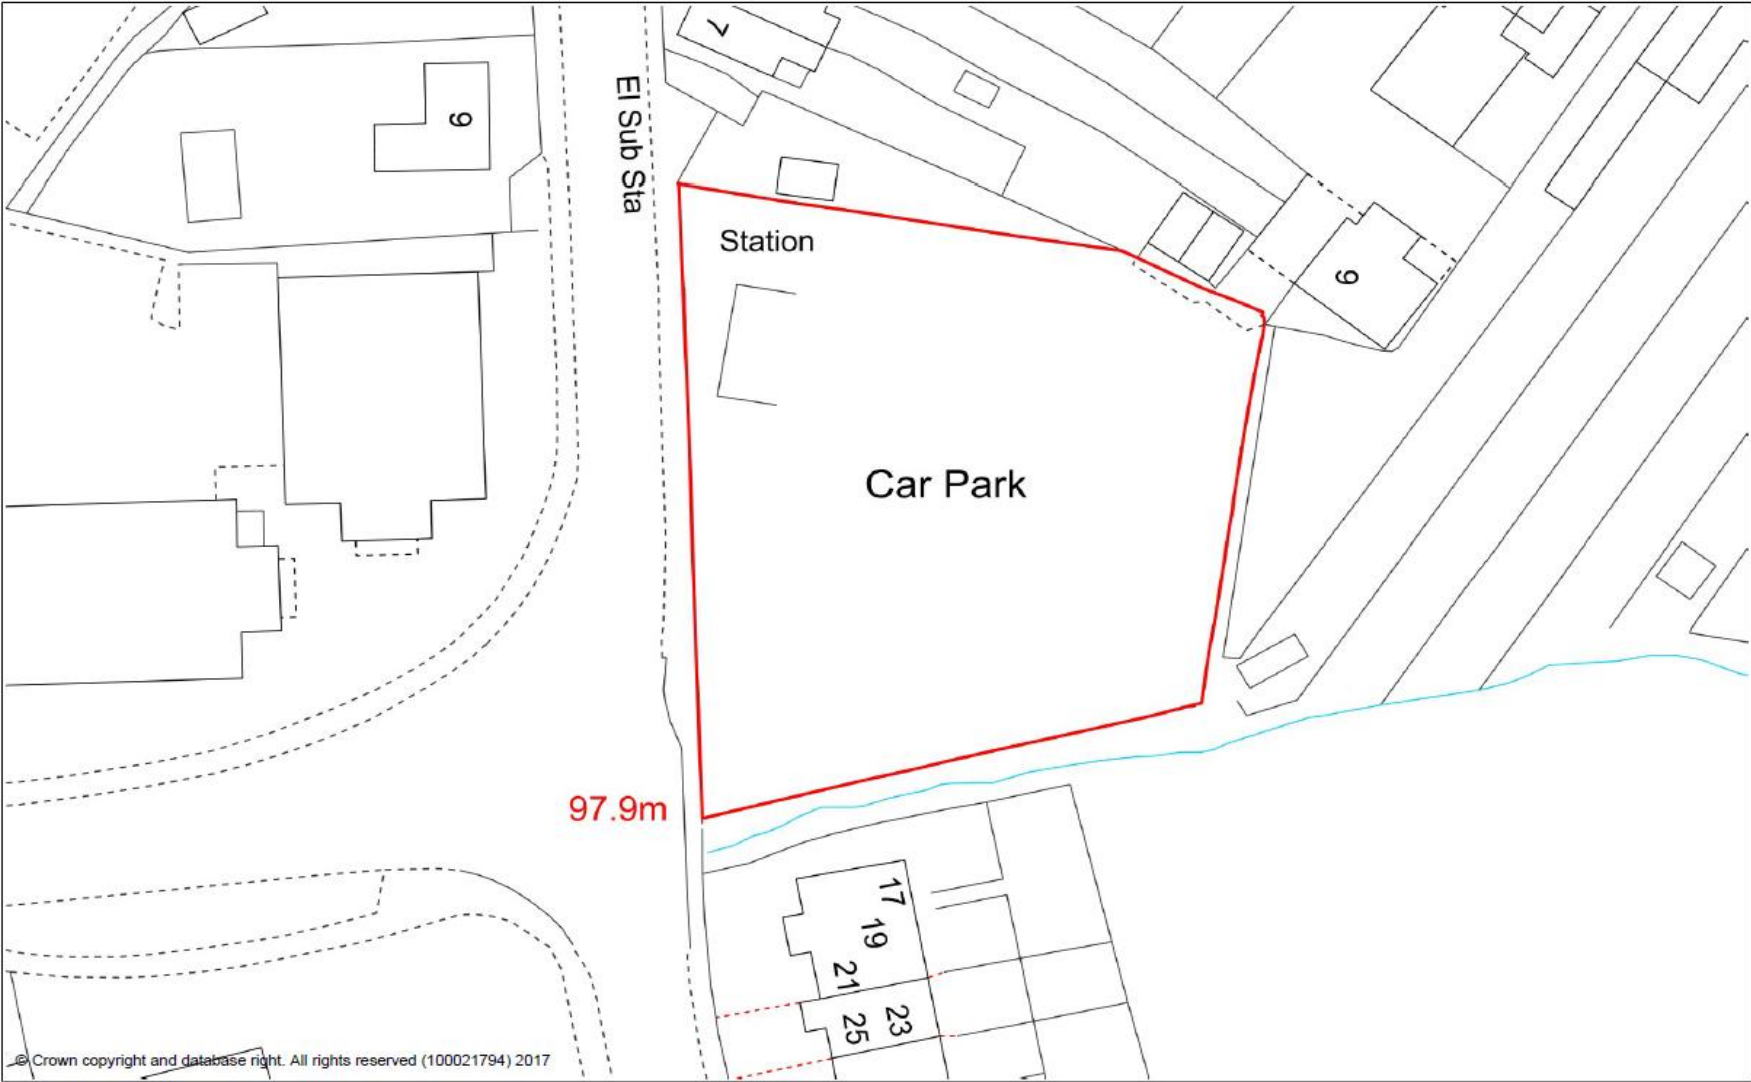 7
9
El Sub Sta
Station
9
Car Park
97.9m
17
19
21
23
25
© Crown copyright and database right. All rights reserved (100021794) 2017